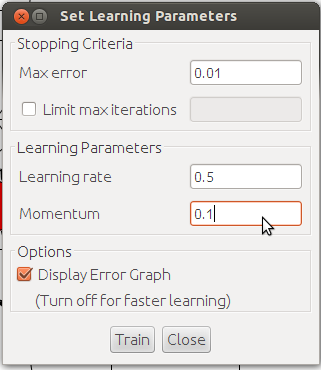 Set Learning Parameters
Stopping Criteria
Max error 0.01
Limit max iterations
Learning Parameters
Learning rate 0.5
Momentum 0.1
Options
Display Error Graph
(Turn off for faster learning)
Train Close